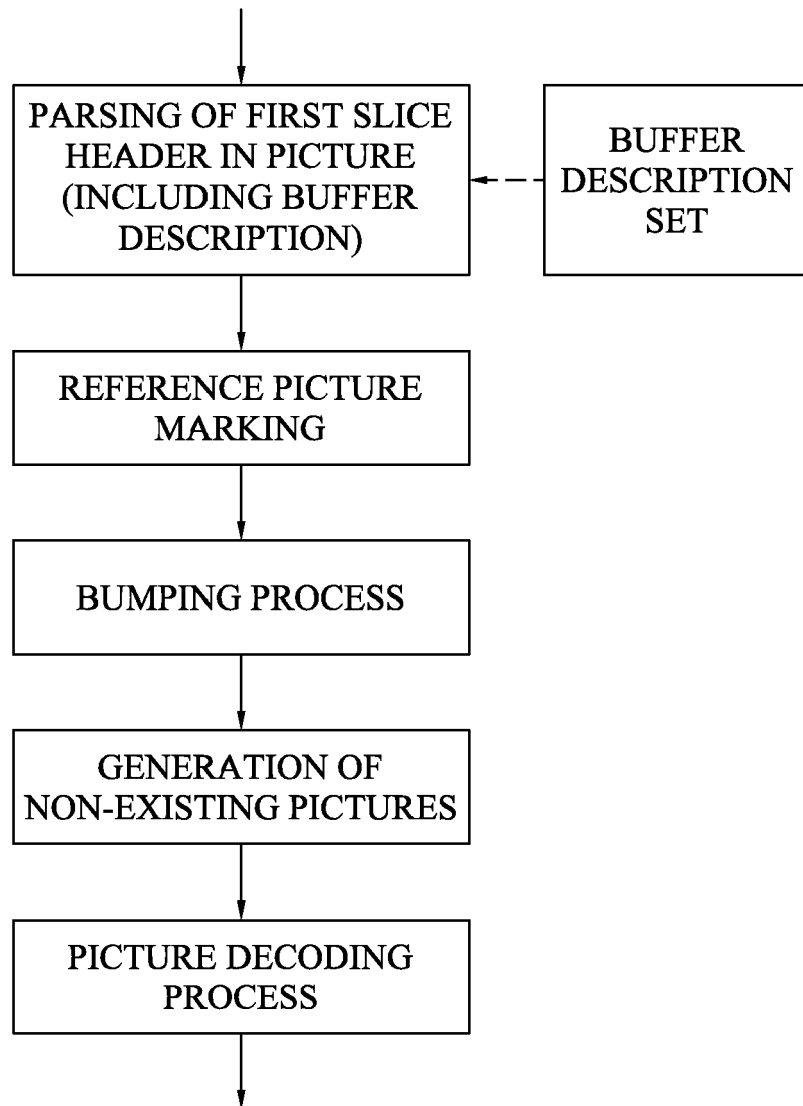 PARSING OF FIRST SLICE
HEADER IN PICTURE
(INCLUDING BUFFER
DESCRIPTION)
BUFFER
DESCRIPTION
SET
REFERENCE PICTURE
MARKING
BUMPING PROCESS
GENERATION OF
NON-EXISTING PICTURES
PICTURE DECODING
PROCESS